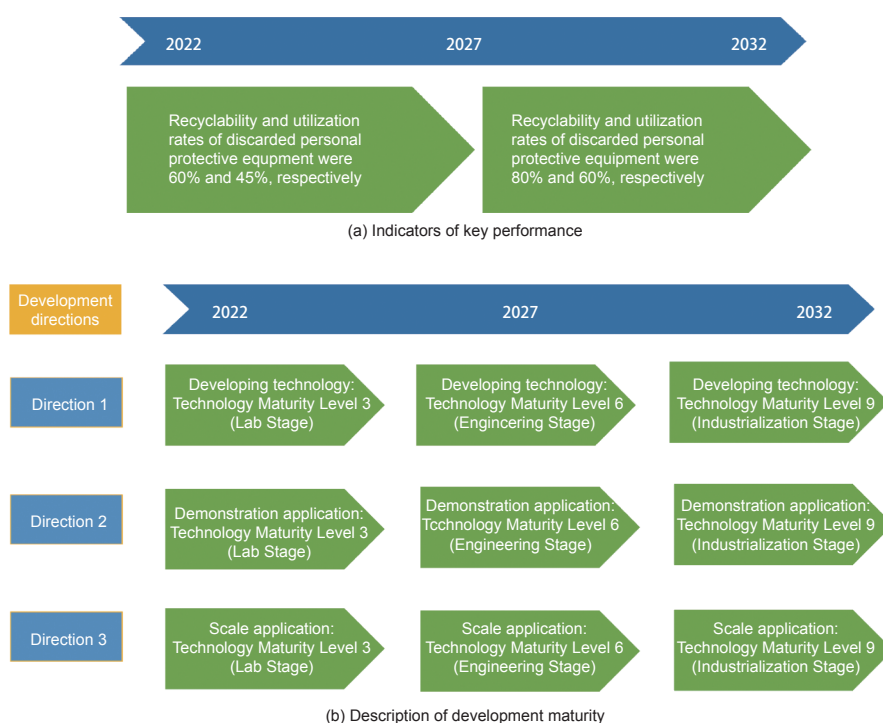 2022 2027 2032
Recyclability and utilization
rates of discarded personal
protective equpment were
60% and 45%, respectively
Recyclability and utilization
rates of discarded personal
protective equpment were
80% and 60%, respectively
(a) Indicators of key performance
Development
directions
2022 2027 2032
Direction 1
Developing technology:
Technology Maturity Level 3
(Lab Stage)
Developing technology:
Technology Maturity Level 6
(Engincering Stage)
Developing technology:
Technology Maturity Level 9
(Industrialization Stage)
Direction 2
Demonstration application:
Technology Maturity Level 3
(Lab Stage)
Demonstration application:
Tcchnology Maturity Level 6
(Engineering Stage)
Demonstration application:
Technology Maturity Level 9
(Industrialization Stage)
Direction 3
Scale application:
Technology Maturity Level 3
(Lab Stage)
Scale application:
Technology Maturity Level 6
(Engineering Stage)
Scale application:
Technology Maturity Level 9
(Industrialization Stage)
(b) Description of development maturity